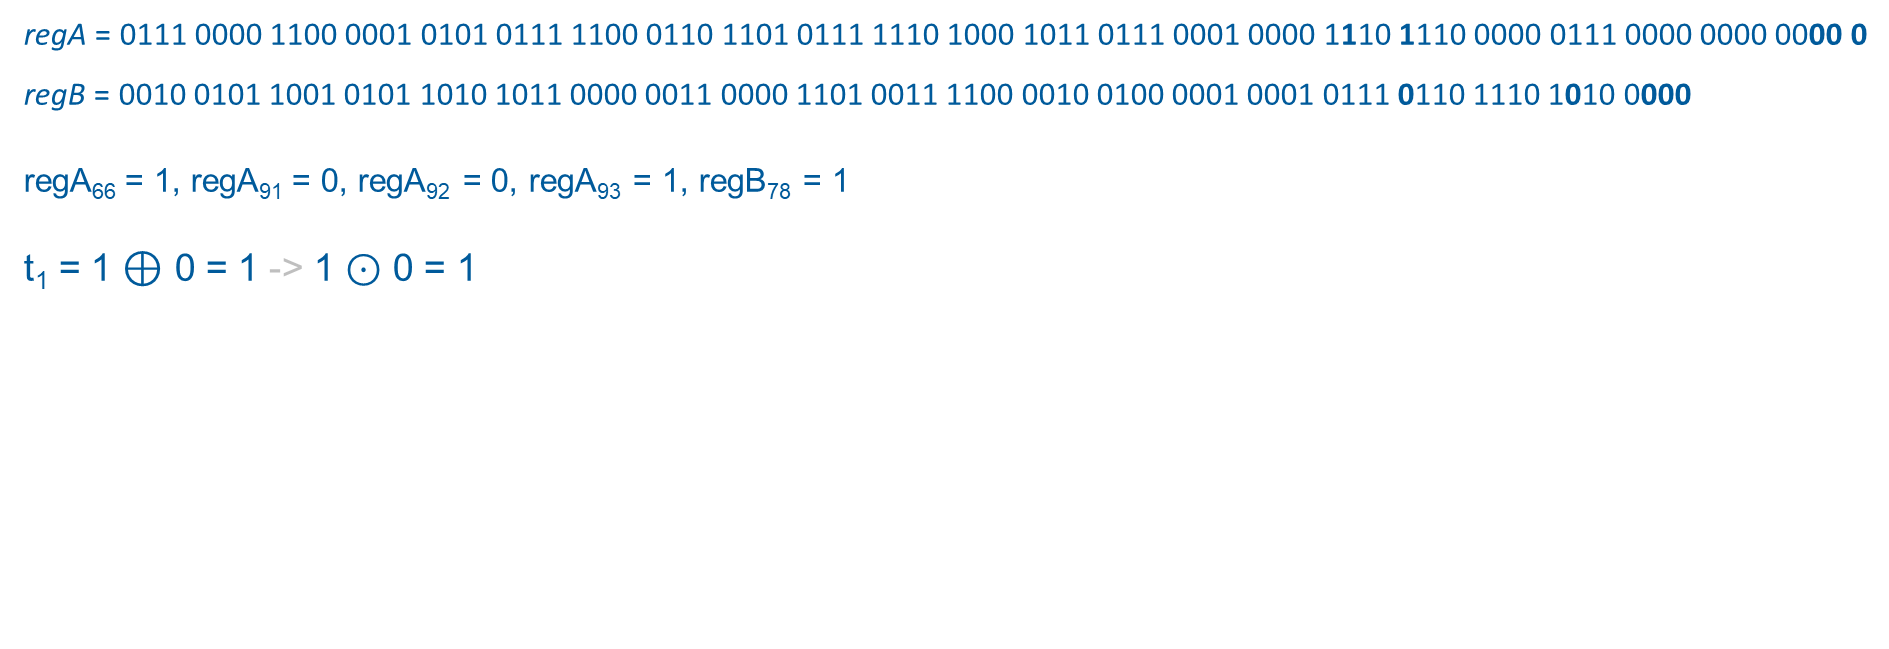 regA = 0111 0000 1100 0001 0101 0111 1100 0110 1101 0111 1110 1000 1011 0111 0001 0000 1110 1110 0000 0111 0000 0000 0000 0
regB = 0010 0101 1001 0101 1010 1011 0000 0011 0000 1101 0011 1100 0010 0100 0001 0001 0111 0110 1110 1010 0000
regA₆₆ = 1, regA₉₁ = 0, regA₉₂ = 0, regA₉₃ = 1, regB₇₈ = 1
t₁ = 1 ⊕ 0 = 1 -> 1 ⊙ 0 = 1